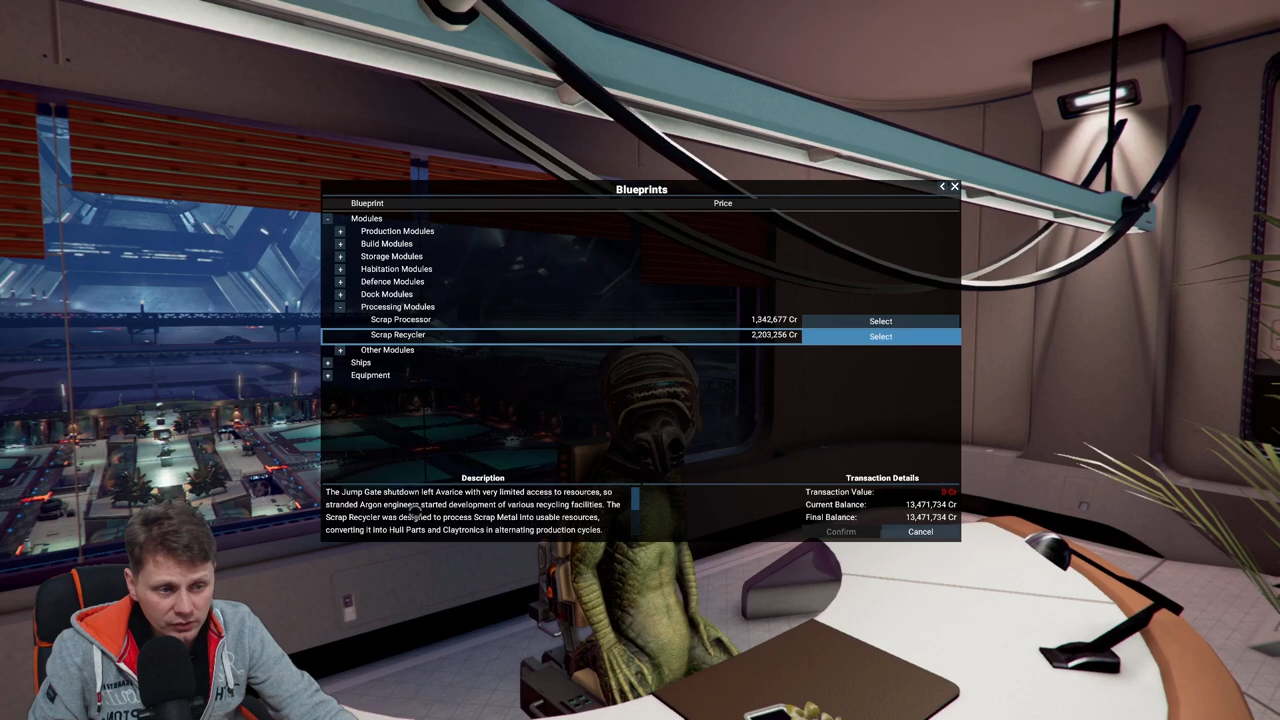 Blueprints
Blueprint Price
- Modules
+ Production Modules
+ Build Modules
+ Storage Modules
+ Habitation Modules
+ Defence Modules
+ Dock Modules
- Processing Modules
Scrap Processor 1,342,677 Cr Select
Scrap Recycler 2,203,256 Cr Select
+ Other Modules
+ Ships
+ Equipment
Description
The Jump Gate shutdown left Avarice with very limited access to resources, so
stranded Argon engineers started development of various recycling facilities. The
Scrap Recycler was designed to process Scrap Metal into usable resources,
converting it into Hull Parts and Claytronics in alternating production cycles.
Transaction Details
Transaction Value: 0 Cr
Current Balance: 13,471,734 Cr
Final Balance: 13,471,734 Cr
Confirm Cancel